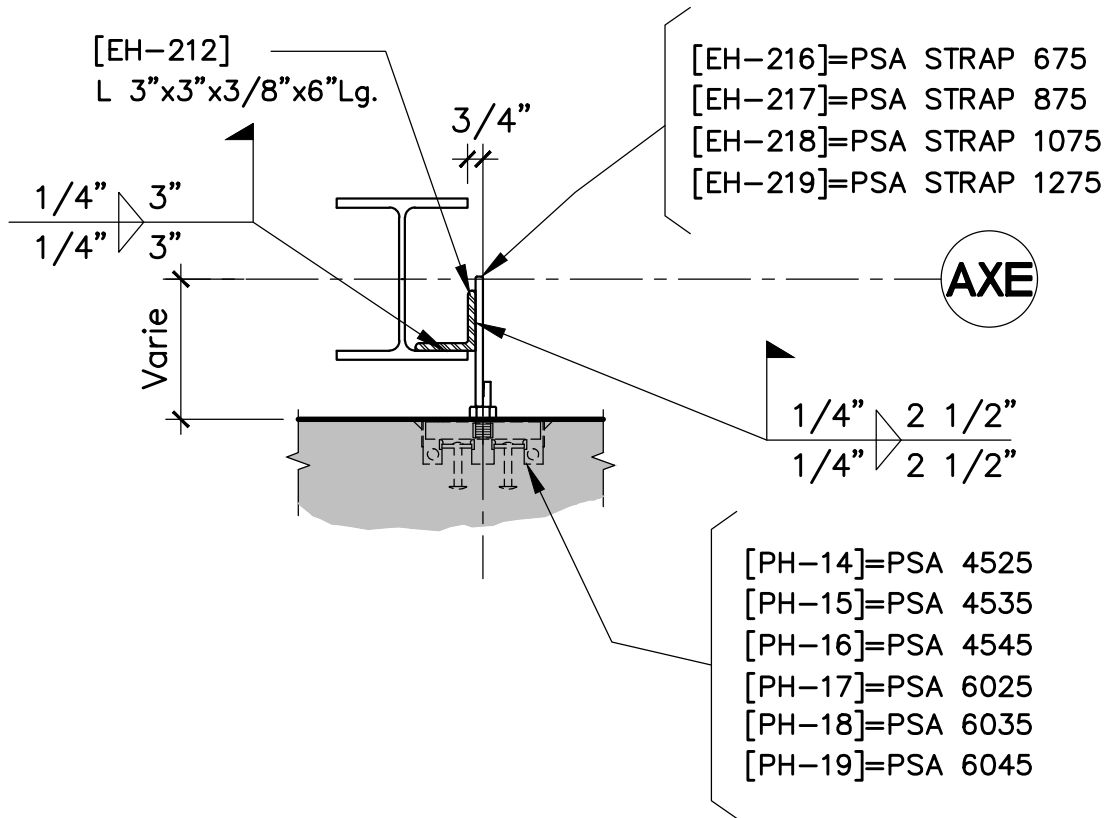 [EH-212]
L 3”x3”x3/8”x6”Lg.
3/4”
[EH-216]=PSA STRAP 675
[EH-217]=PSA STRAP 875
[EH-218]=PSA STRAP 1075
[EH-219]=PSA STRAP 1275
1/4” 3”
1/4” 3”
AXE
Varie
1/4” 2 1/2”
1/4” 2 1/2”
[PH-14]=PSA 4525
[PH-15]=PSA 4535
[PH-16]=PSA 4545
[PH-17]=PSA 6025
[PH-18]=PSA 6035
[PH-19]=PSA 6045